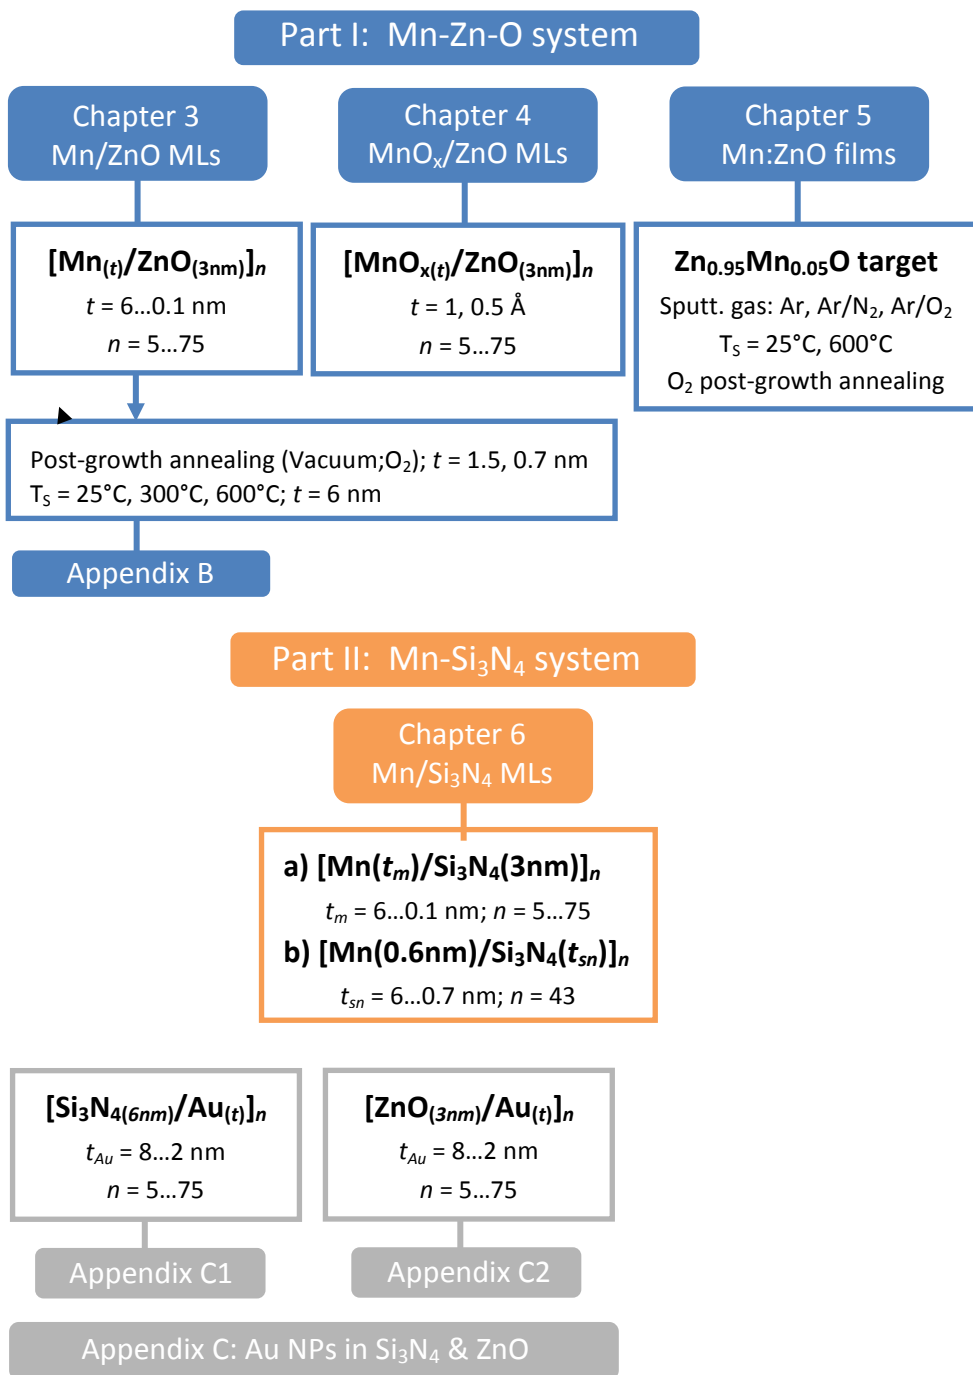 Part I: Mn-Zn-O system
Chapter 3
Mn/ZnO MLs
Chapter 4
MnOₓ/ZnO MLs
Chapter 5
Mn:ZnO films
[Mn₍ₜ₎/ZnO₍₃ₙₘ₎]ₙ
t = 6...0.1 nm
n = 5...75
[MnOₓ₍ₜ₎/ZnO₍₃ₙₘ₎]ₙ
t = 1, 0.5 Å
n = 5...75
Zn₀.₉₅Mn₀.₀₅O target
Sputt. gas: Ar, Ar/N₂, Ar/O₂
T_S = 25°C, 600°C
O₂ post-growth annealing
Post-growth annealing (Vacuum;O₂); t = 1.5, 0.7 nm
T_S = 25°C, 300°C, 600°C; t = 6 nm
Appendix B
Part II: Mn-Si₃N₄ system
Chapter 6
Mn/Si₃N₄ MLs
a) [Mn(tₘ)/Si₃N₄(3nm)]ₙ
tₘ = 6...0.1 nm; n = 5...75
b) [Mn(0.6nm)/Si₃N₄(tₛₙ)]ₙ
tₛₙ = 6...0.7 nm; n = 43
[Si₃N₄₍₆ₙₘ₎/Au₍ₜ₎]ₙ
t_Au = 8...2 nm
n = 5...75
[ZnO₍₃ₙₘ₎/Au₍ₜ₎]ₙ
t_Au = 8...2 nm
n = 5...75
Appendix C1
Appendix C2
Appendix C: Au NPs in Si₃N₄ & ZnO